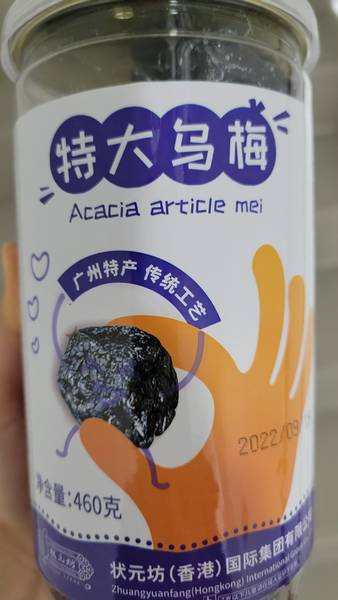 特大乌梅
Acacia article mei
广州特产 传统工艺
2022/09
净含量:460克
状元坊(香港)国际集团有限公
Zhuangyuanfang(Hongkong) International